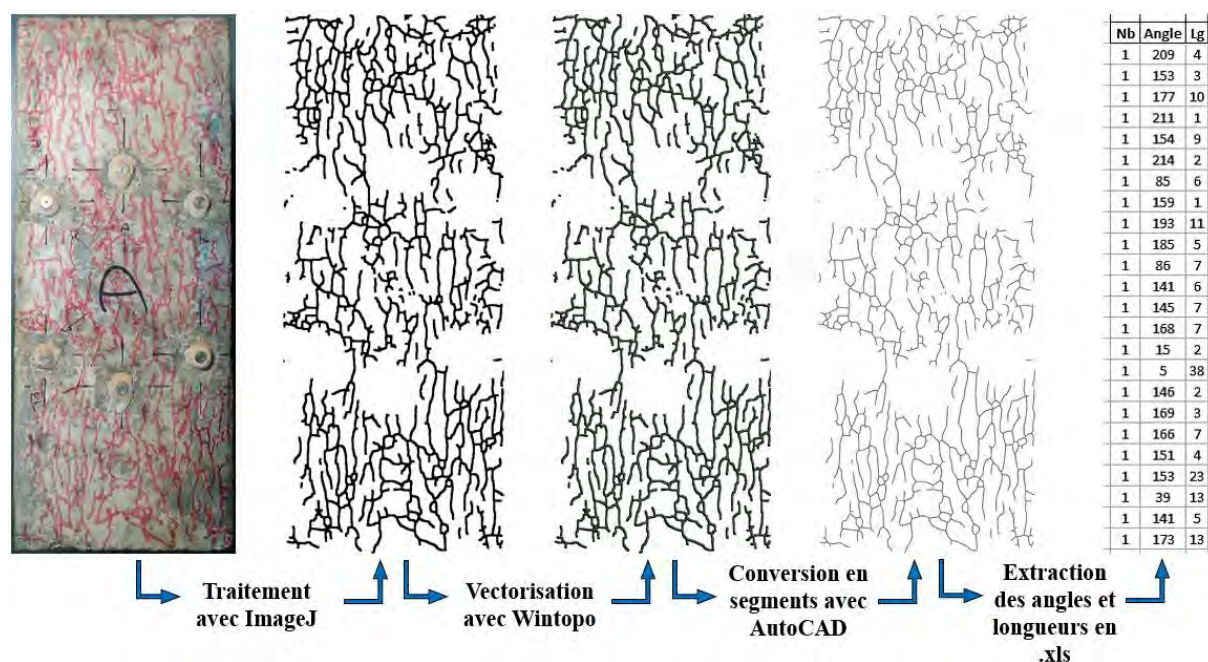 A
Nb Angle Lg
1 209 4
1 153 3
1 177 10
1 211 1
1 154 9
1 214 2
1 85 6
1 159 1
1 193 11
1 185 5
1 86 7
1 141 6
1 145 7
1 168 7
1 15 2
1 5 38
1 146 2
1 169 3
1 166 7
1 151 4
1 153 23
1 39 13
1 141 5
1 173 13
Traitement
avec ImageJ
Vectorisation
avec Wintopo
Conversion en
segments avec
AutoCAD
Extraction
des angles et
longueurs en
.xls